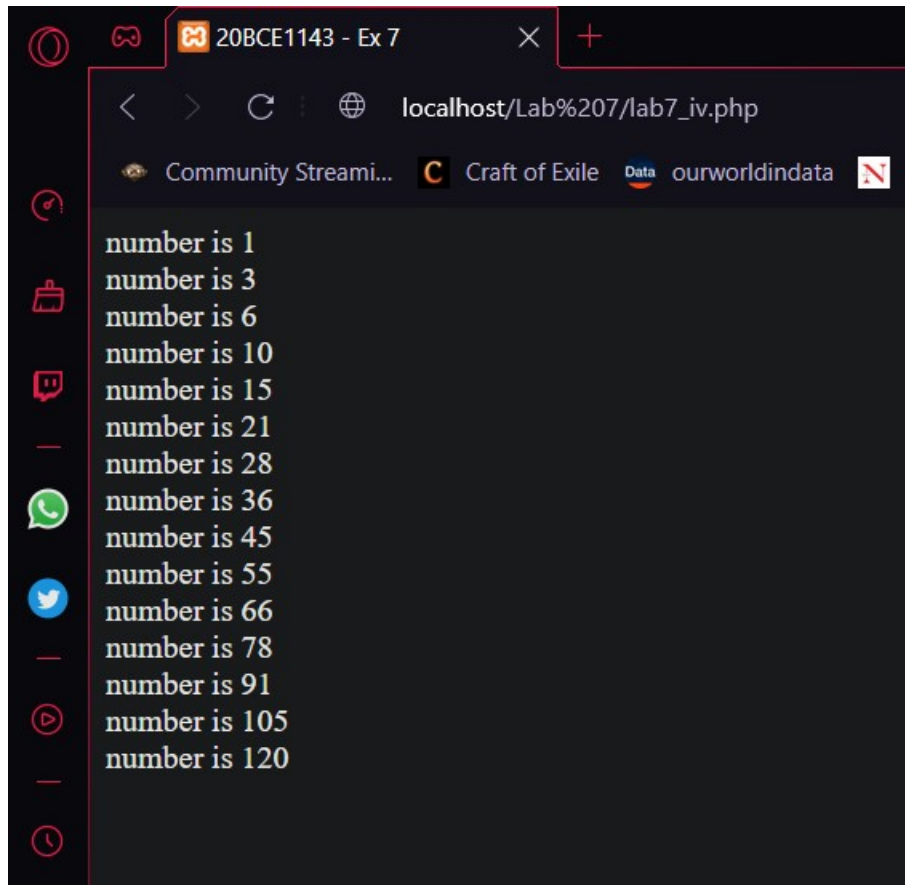 20BCE1143 - Ex 7
localhost/Lab%207/lab7_iv.php
Community Streami... C Craft of Exile Data ourworldindata N
number is 1
number is 3
number is 6
number is 10
number is 15
number is 21
number is 28
number is 36
number is 45
number is 55
number is 66
number is 78
number is 91
number is 105
number is 120